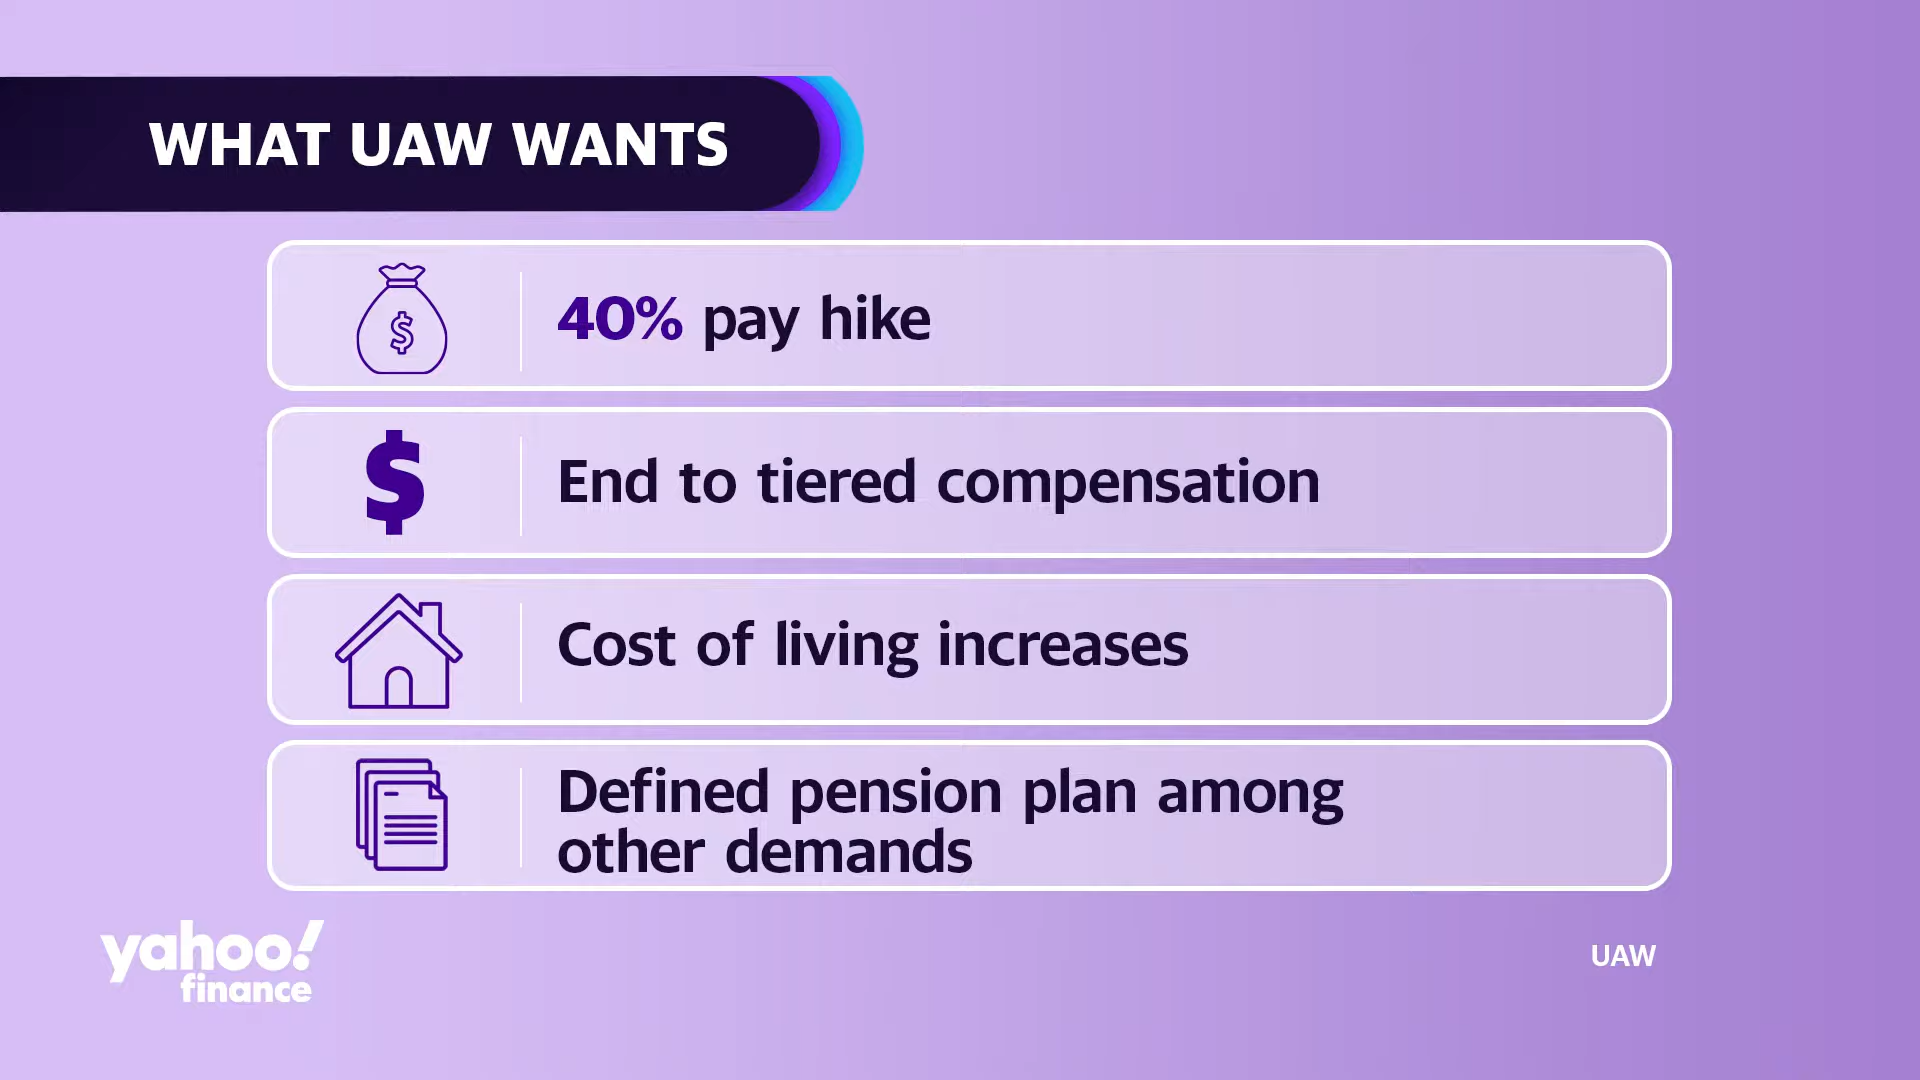 WHAT UAW WANTS
$
40% pay hike
$
End to tiered compensation
Cost of living increases
Defined pension plan among
other demands
yahoo!
finance
UAW